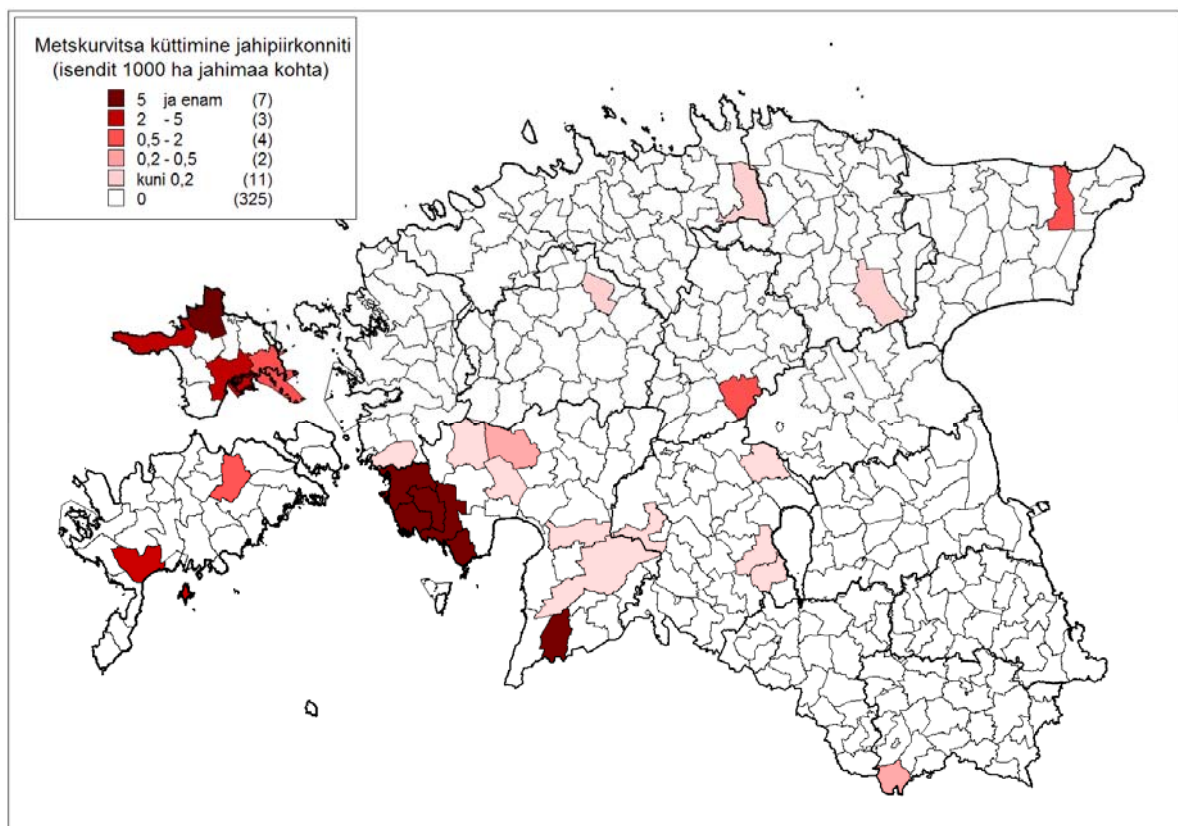 Metskurvitsa küttimine jahipiirkonniti
(isendit 1000 ha jahimaa kohta)
5 ja enam (7)
2 - 5 (3)
0,5 - 2 (4)
0,2 - 0,5 (2)
kuni 0,2 (11)
0 (325)